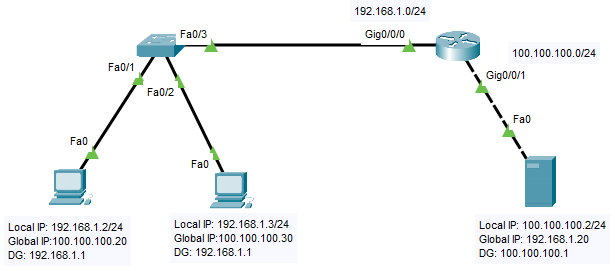 192.168.1.0/24
Fa0/3
Gig0/0/0
100.100.100.0/24
Fa0/1
Gig0/0/1
Fa0/2
Fa0
Fa0
Fa0
Local IP: 192.168.1.2/24
Global IP:100.100.100.20
DG: 192.168.1.1
Local IP: 192.168.1.3/24
Global IP:100.100.100.30
DG: 192.168.1.1
Local IP: 100.100.100.2/24
Global IP: 192.168.1.20
DG: 100.100.100.1